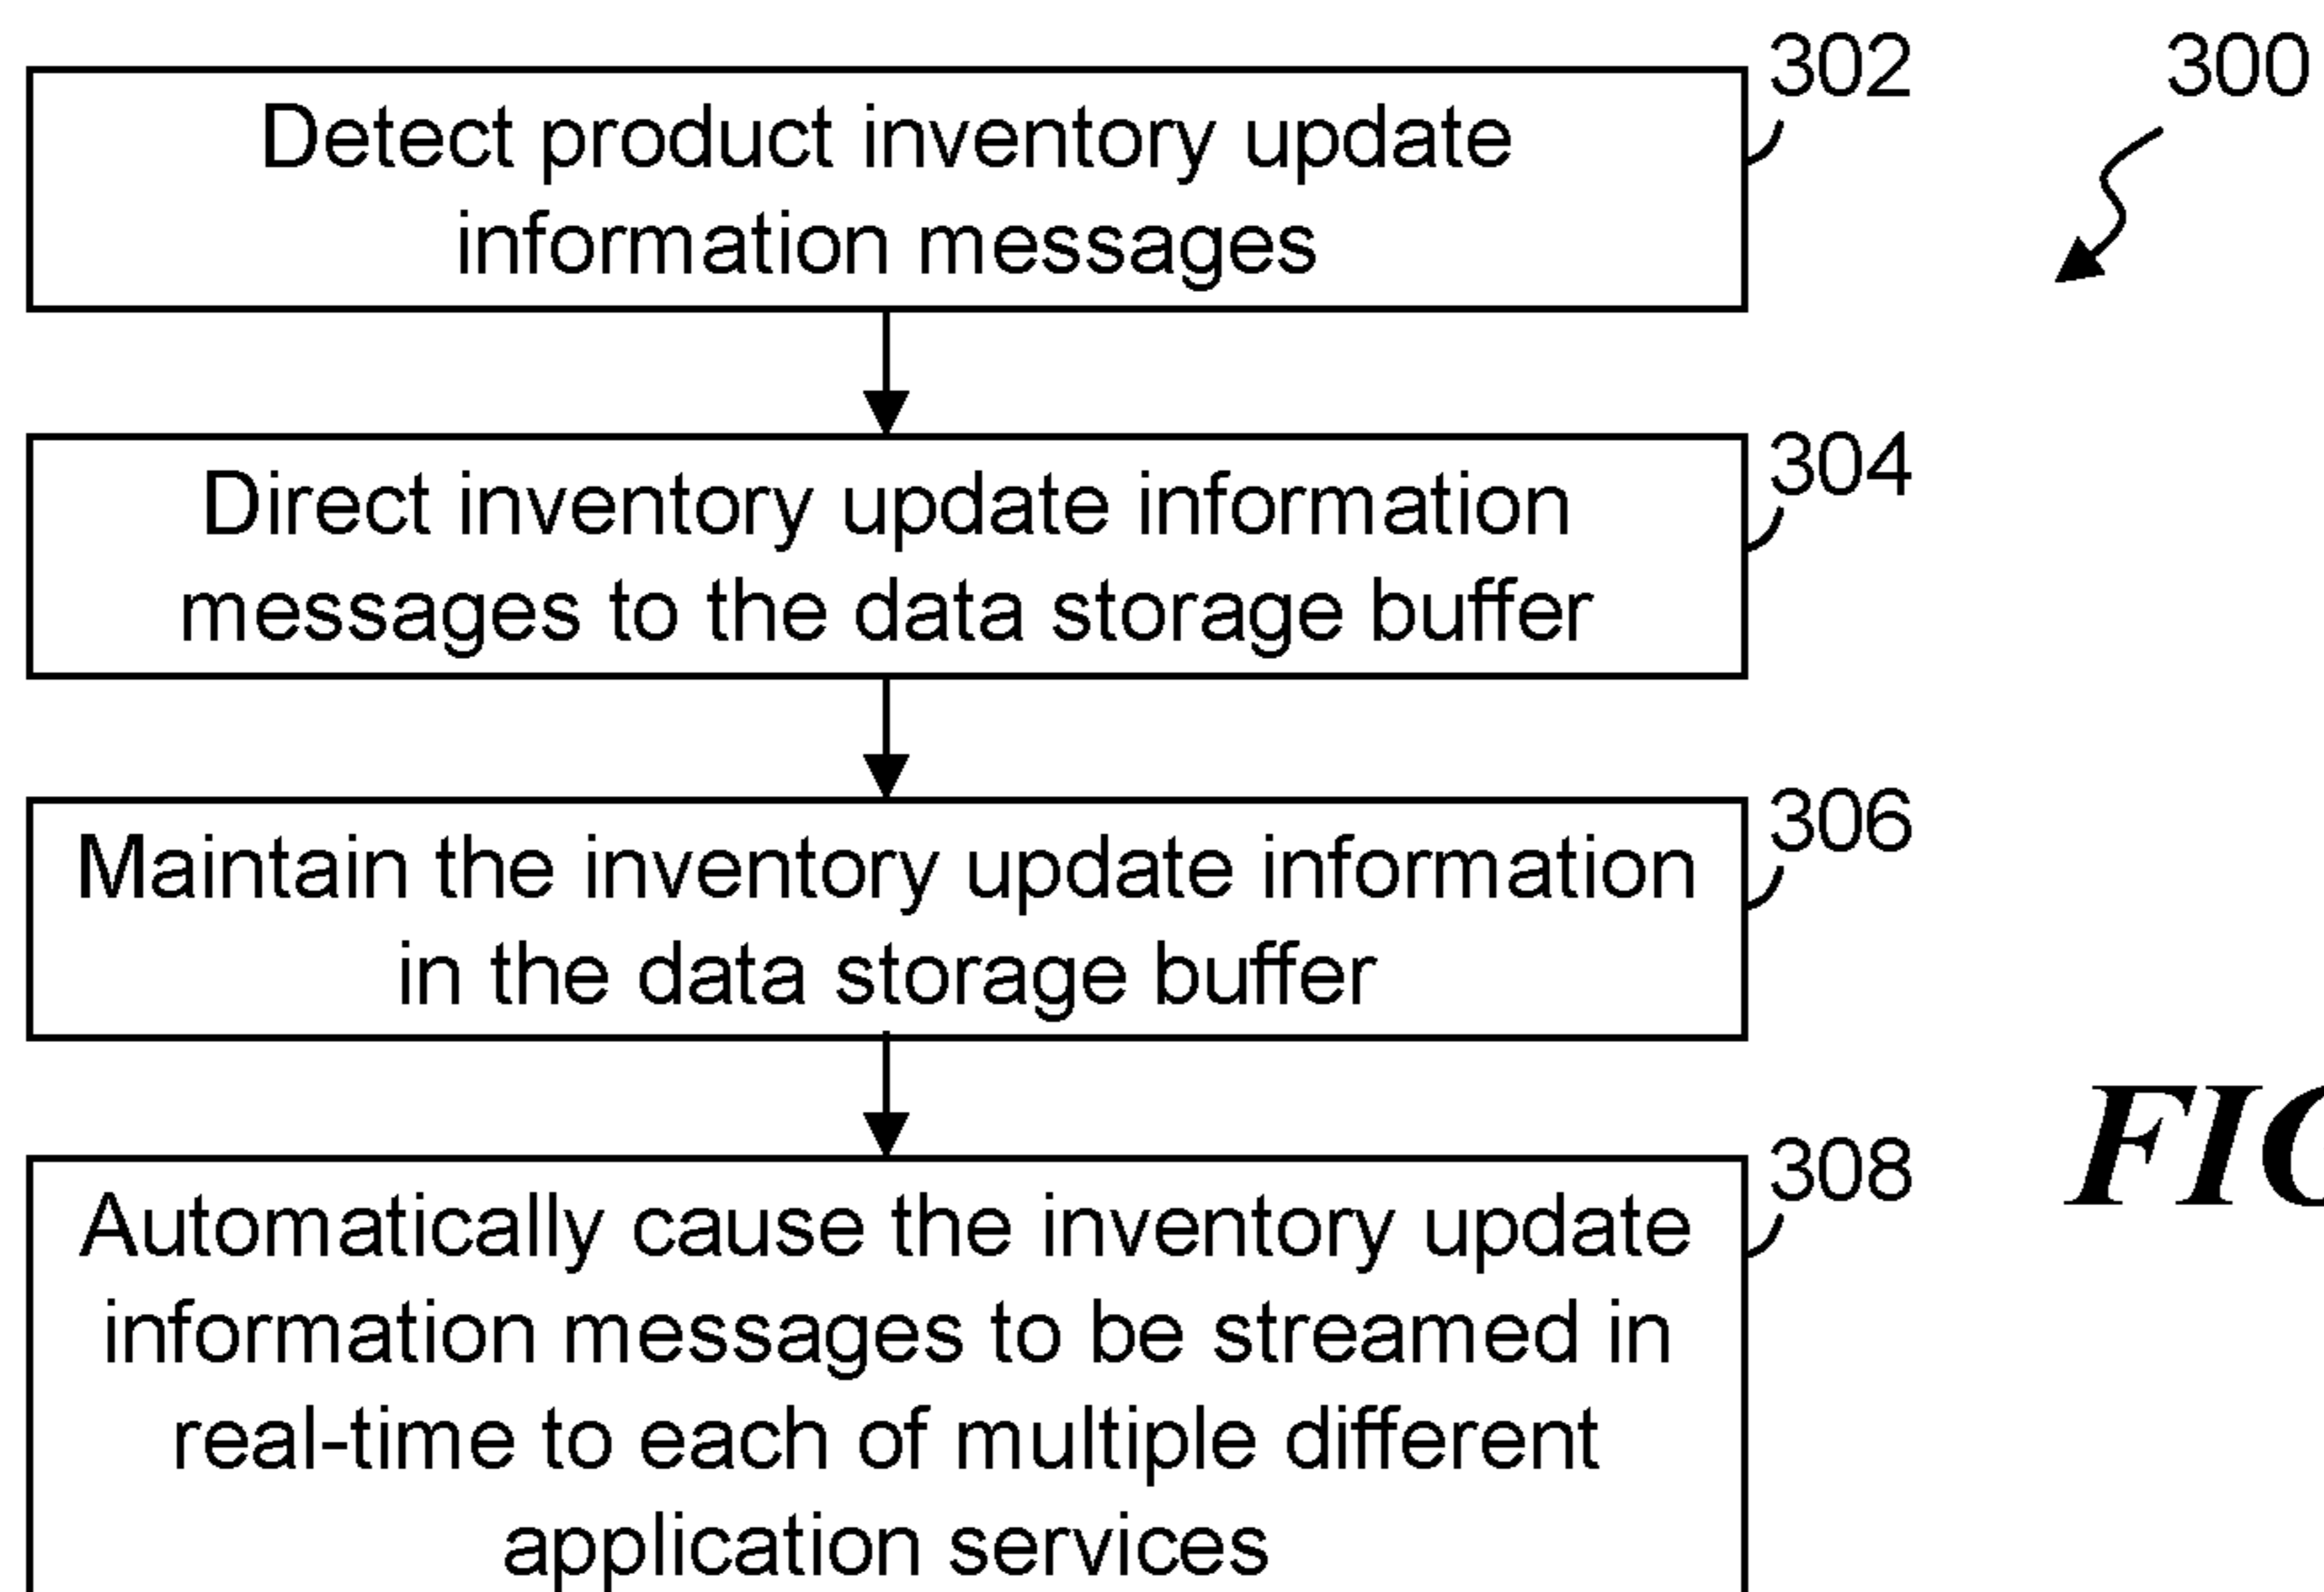 302
300
Detect product inventory update
information messages
304
Direct inventory update information
messages to the data storage buffer
306
Maintain the inventory update information
in the data storage buffer
308
Automatically cause the inventory update
information messages to be streamed in
real-time to each of multiple different
application services